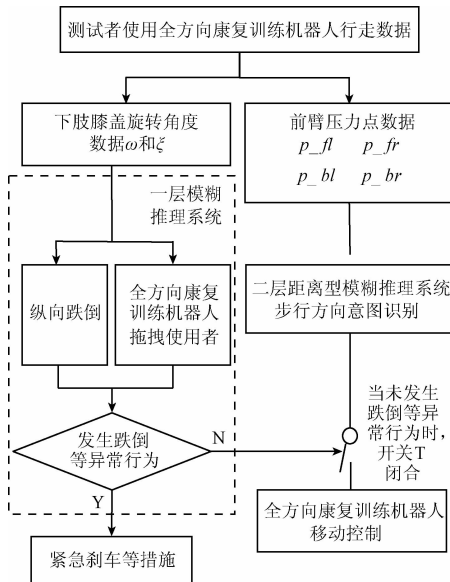 测试者使用全方向康复训练机器人行走数据
下肢膝盖旋转角度
数据ω和ξ
前臂压力点数据
p_fl p_fr
p_bl p_br
一层模糊
推理系统
纵向跌倒
全方向康复
训练机器人
拖拽使用者
二层距离型模糊推理系统
步行方向意图识别
发生跌倒
等异常行为
N
Y
当未发生
跌倒等异
常行为时，
开关T
闭合
全方向康复训练机器人
移动控制
紧急刹车等措施